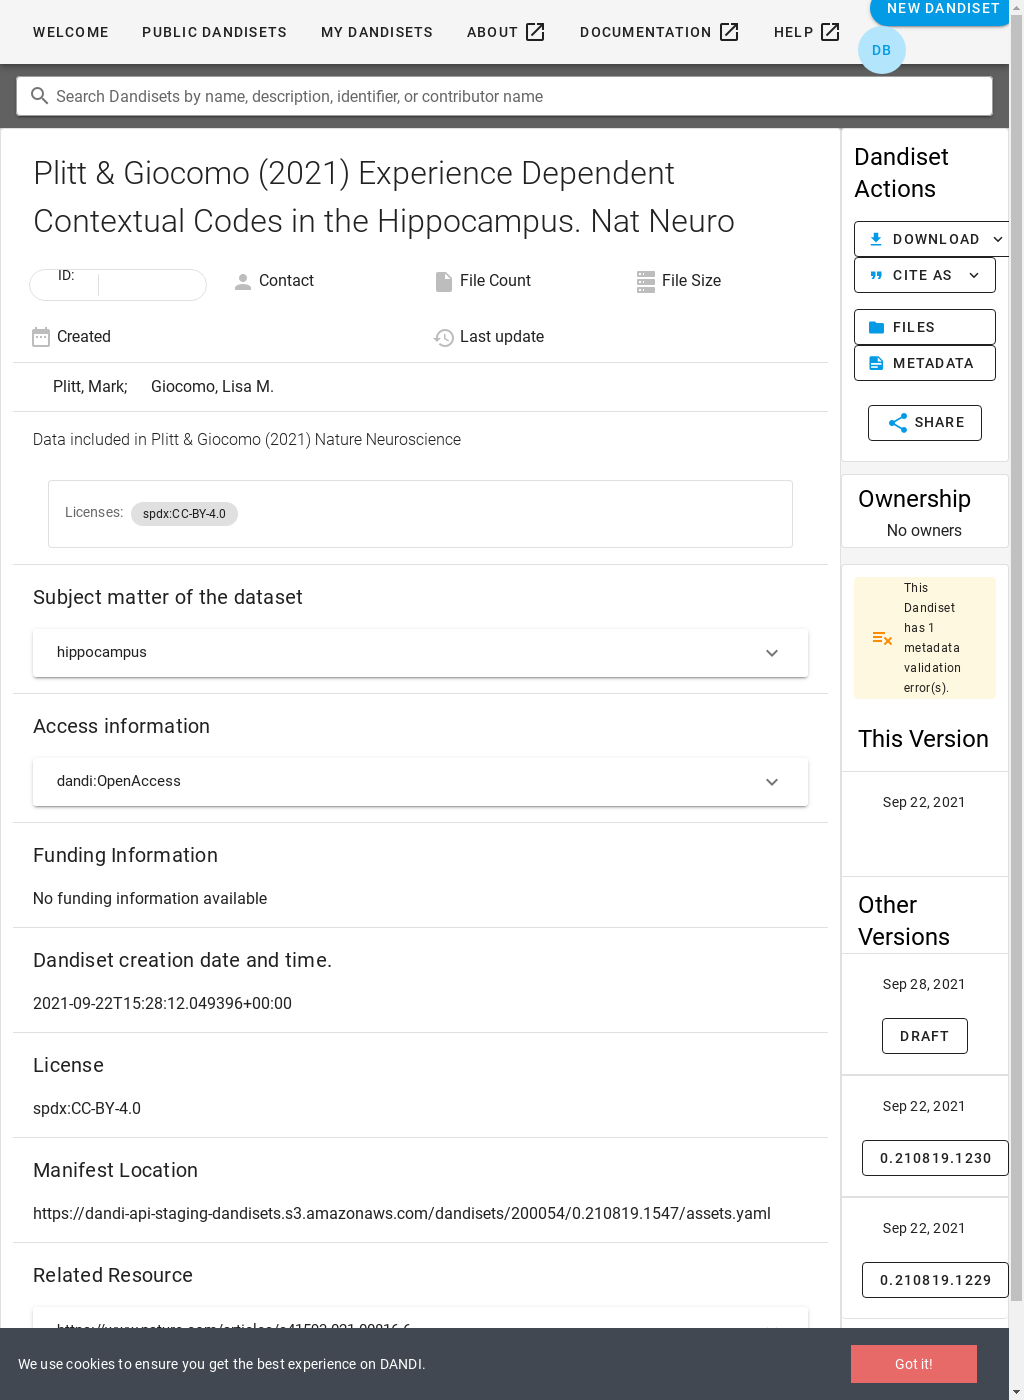 WELCOME PUBLIC DANDISETS MY DANDISETS ABOUT DOCUMENTATION HELP NEW DANDISET
DB
Search Dandisets by name, description, identifier, or contributor name
Plitt & Giocomo (2021) Experience Dependent
Contextual Codes in the Hippocampus. Nat Neuro
ID: Contact File Count File Size
Created Last update
Plitt, Mark; Giocomo, Lisa M.
Data included in Plitt & Giocomo (2021) Nature Neuroscience
Licenses: spdx:CC-BY-4.0
Subject matter of the dataset
hippocampus
Access information
dandi:OpenAccess
Funding Information
No funding information available
Dandiset creation date and time.
2021-09-22T15:28:12.049396+00:00
License
spdx:CC-BY-4.0
Manifest Location
https://dandi-api-staging-dandisets.s3.amazonaws.com/dandisets/200054/0.210819.1547/assets.yaml
Related Resource
Dandiset
Actions
DOWNLOAD
CITE AS
FILES
METADATA
SHARE
Ownership
No owners
This
Dandiset
has 1
metadata
validation
error(s).
This Version
Sep 22, 2021
Other
Versions
Sep 28, 2021
DRAFT
Sep 22, 2021
0.210819.1230
Sep 22, 2021
0.210819.1229
We use cookies to ensure you get the best experience on DANDI.
Got it!